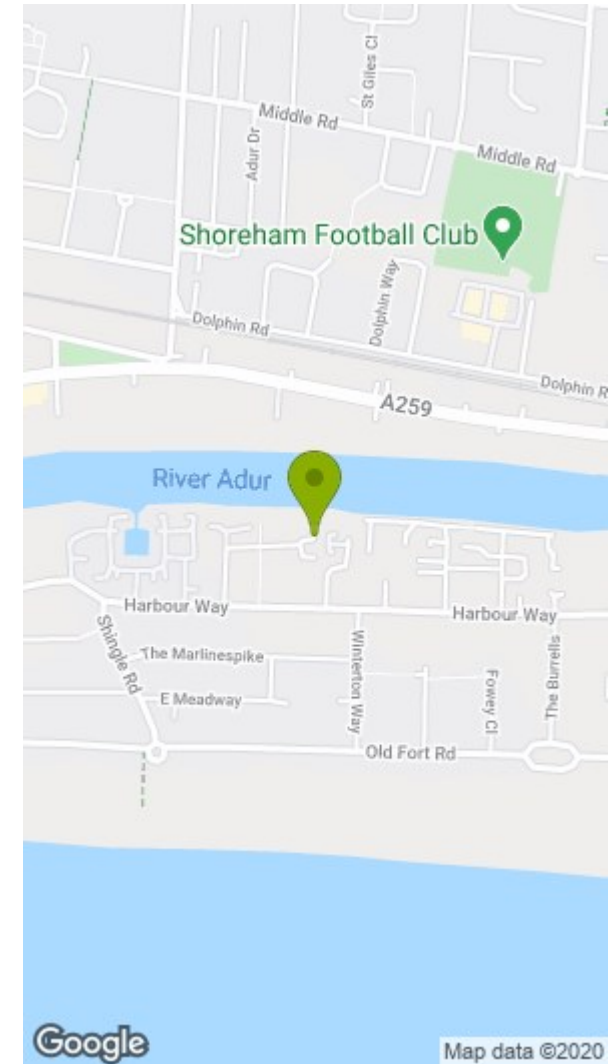 St Giles Cl
Middle Rd
Adur Dr
Middle Rd
Shoreham Football Club
Dolphin Way
Dolphin Rd
Dolphin R
A259
River Adur
Harbour Way
Harbour Way
Shingle Rd
The Marlinespike
Winterton Way
Fowey Cl
The Burrells
E Meadway
Old Fort Rd
Google
Map data ©2020